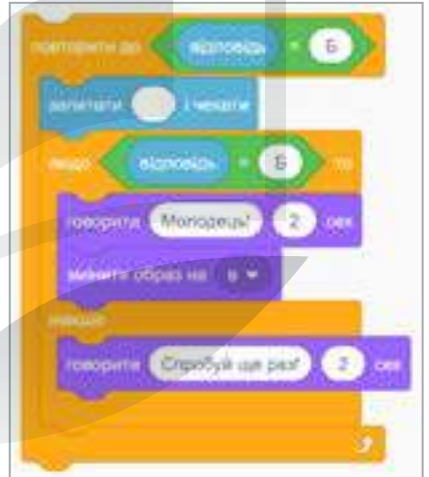 повторити до відповідь = Б
запитати і чекати
якщо відповідь = Б то
говорити Молодець! 2 сек
змінити образ на в
інакше
говорити Спробуй ще раз! 2 сек